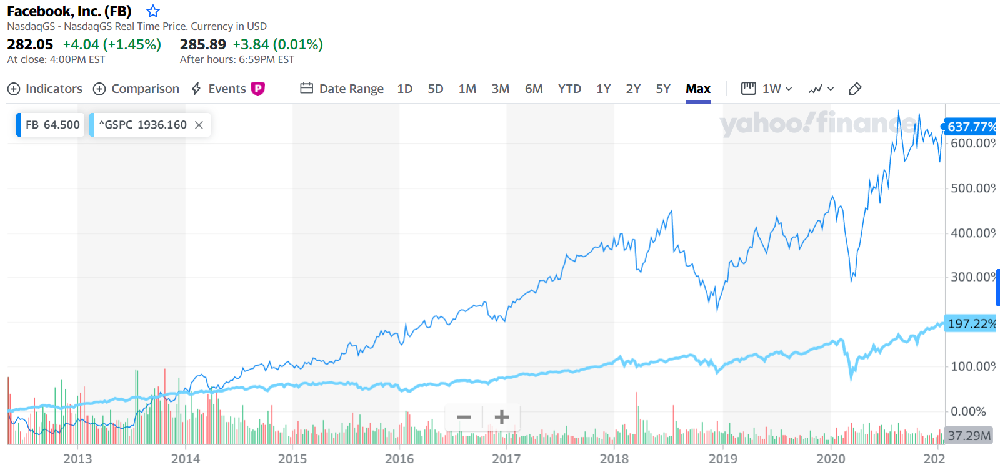 Facebook, Inc. (FB)
NasdaqGS - NasdaqGS Real Time Price. Currency in USD
282.05 +4.04 (+1.45%) 285.89 +3.84 (0.01%)
At close: 4:00PM EST After hours: 6:59PM EST
Indicators Comparison Events P Date Range 1D 5D 1M 3M 6M YTD 1Y 2Y 5Y Max 1W
FB 64.500 ^GSPC 1936.160
yahoo!finance
637.77%
600.00%
500.00%
400.00%
300.00%
197.22%
100.00%
0.00%
37.29M
2013 2014 2015 2016 2017 2018 2019 2020 202